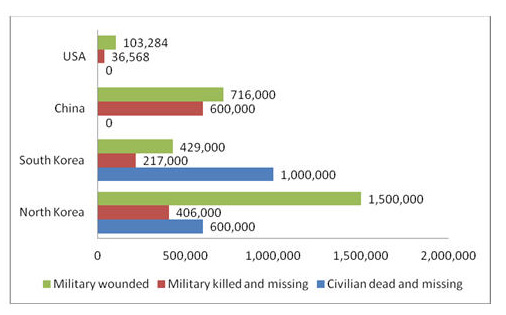 103,284
USA 36,568
0
716,000
China 600,000
0
429,000
South Korea 217,000
1,000,000
1,500,000
North Korea 406,000
600,000
0 500,000 1,000,000 1,500,000 2,000,000
Military wounded Military killed and missing Civilian dead and missing